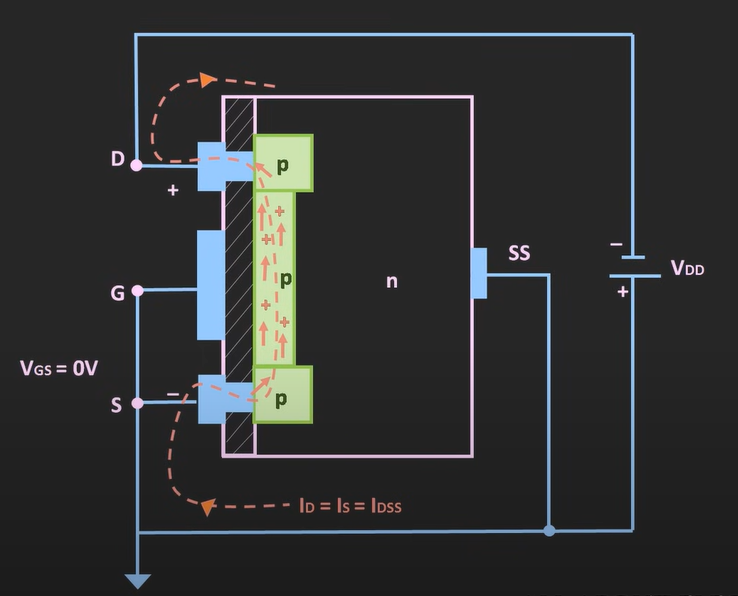 D
+
p
+
+
p
n
SS
−
VDD
+
G
+
+
VGS = 0V
S
−
p
ID = IS = IDSS